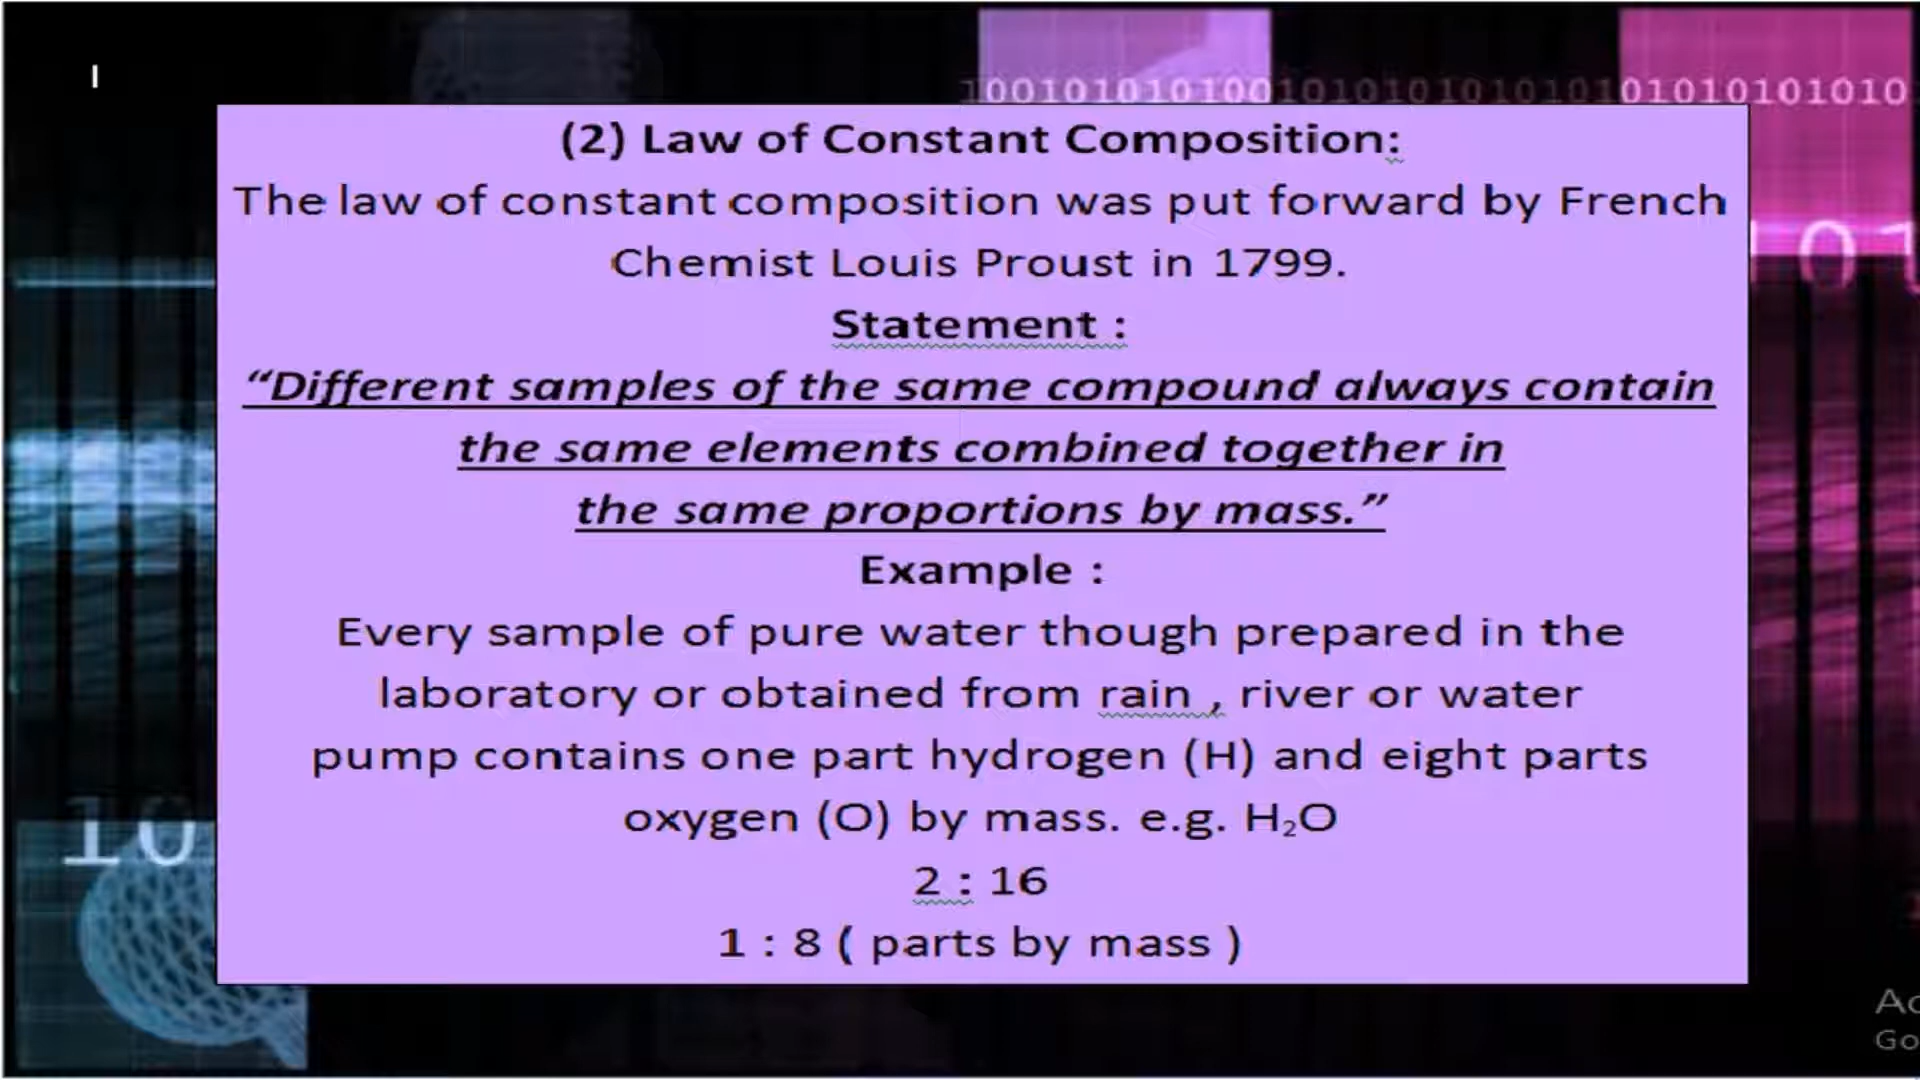 10010101010100101010101010101010101010
(2) Law of Constant Composition:
The law of constant composition was put forward by French
Chemist Louis Proust in 1799.
Statement :
“Different samples of the same compound always contain
the same elements combined together in
the same proportions by mass.”
Example :
Every sample of pure water though prepared in the
laboratory or obtained from rain , river or water
pump contains one part hydrogen (H) and eight parts
oxygen (O) by mass. e.g. H₂O
2 : 16
1 : 8 ( parts by mass )
101
10